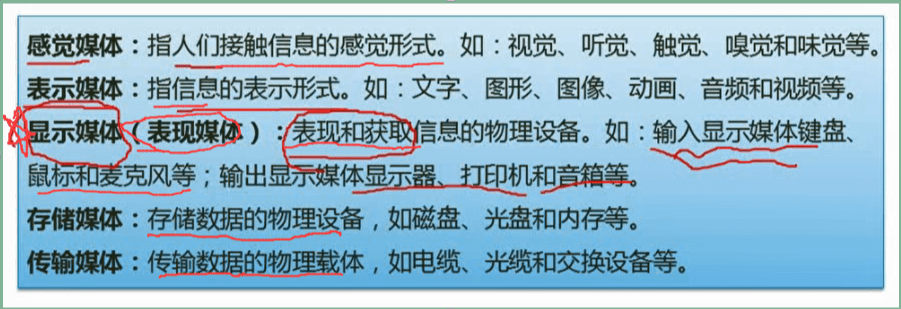 感觉媒体：指人们接触信息的感觉形式。如：视觉、听觉、触觉、嗅觉和味觉等。
表示媒体：指信息的表示形式。如：文字、图形、图像、动画、音频和视频等。
显示媒体（表现媒体）：表现和获取信息的物理设备。如：输入显示媒体键盘、
鼠标和麦克风等；输出显示媒体显示器、打印机和音箱等。
存储媒体：存储数据的物理设备，如磁盘、光盘和内存等。
传输媒体：传输数据的物理载体，如电缆、光缆和交换设备等。